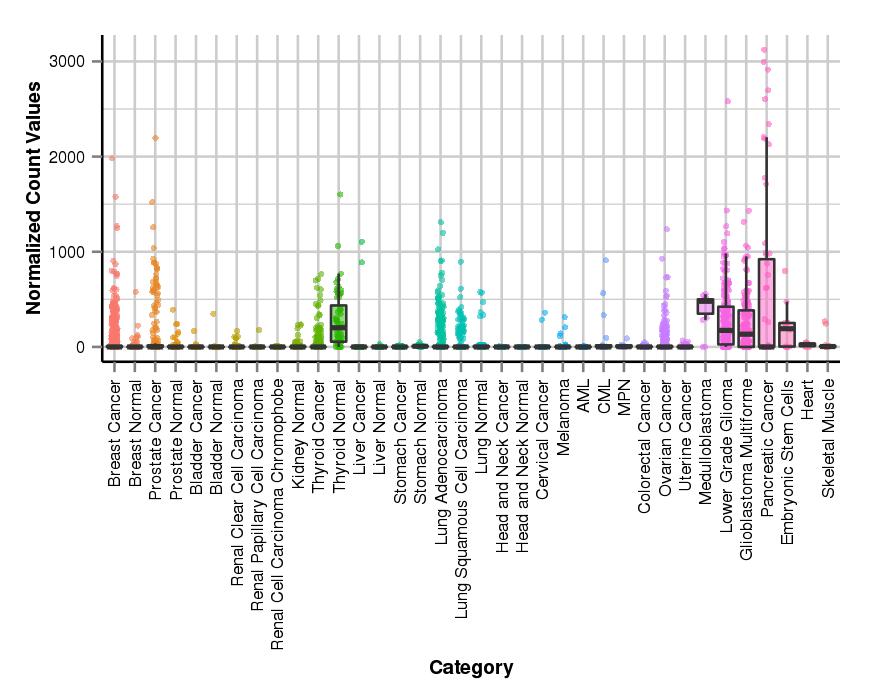 Normalized Count Values
3000
2000
1000
0
Breast Cancer
Breast Normal
Prostate Cancer
Prostate Normal
Bladder Cancer
Bladder Normal
Renal Clear Cell Carcinoma
Renal Papillary Cell Carcinoma
Renal Cell Carcinoma Chromophobe
Kidney Normal
Thyroid Cancer
Thyroid Normal
Liver Cancer
Liver Normal
Stomach Cancer
Stomach Normal
Lung Adenocarcinoma
Lung Squamous Cell Carcinoma
Lung Normal
Head and Neck Cancer
Head and Neck Normal
Cervical Cancer
Melanoma
AML
CML
MPN
Colorectal Cancer
Ovarian Cancer
Uterine Cancer
Medulloblastoma
Lower Grade Glioma
Glioblastoma Multiforme
Pancreatic Cancer
Embryonic Stem Cells
Heart
Skeletal Muscle
Category